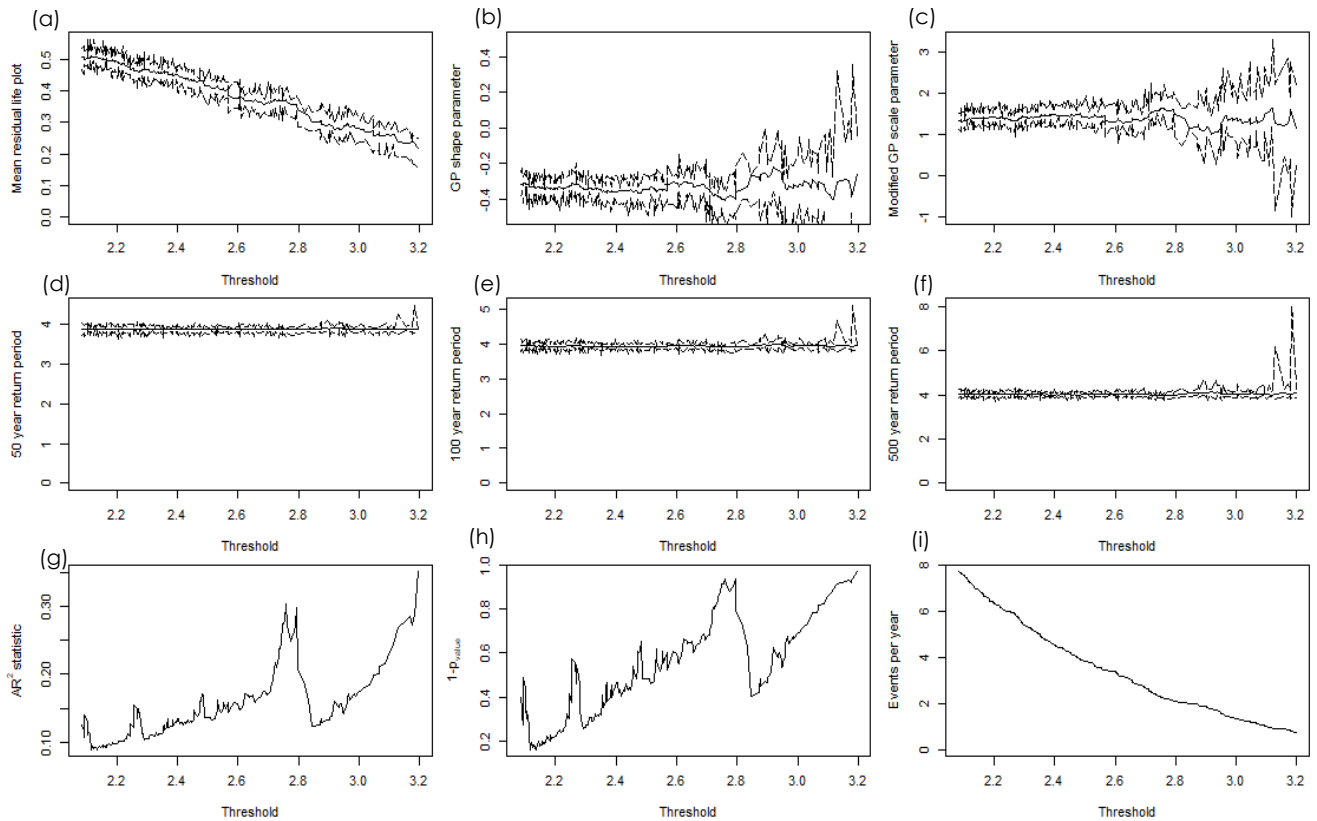 (a)
Mean residual life plot
0.0 0.1 0.2 0.3 0.4 0.5
2.2 2.4 2.6 2.8 3.0 3.2
Threshold
(b)
GP shape parameter
-0.4 -0.2 0.0 0.2 0.4
2.2 2.4 2.6 2.8 3.0 3.2
Threshold
(c)
Modified GP scale parameter
-1 0 1 2 3
2.2 2.4 2.6 2.8 3.0 3.2
Threshold
(d)
50 year return period
0 1 2 3 4
2.2 2.4 2.6 2.8 3.0 3.2
Threshold
(e)
100 year return period
0 1 2 3 4 5
2.2 2.4 2.6 2.8 3.0 3.2
Threshold
(f)
500 year return period
0 2 4 6 8
2.2 2.4 2.6 2.8 3.0 3.2
Threshold
(g)
AR² statistic
0.10 0.20 0.30
2.2 2.4 2.6 2.8 3.0 3.2
Threshold
(h)
1-pvalue
0.2 0.4 0.6 0.8 1.0
2.2 2.4 2.6 2.8 3.0 3.2
Threshold
(i)
Events per year
0 2 4 6 8
2.2 2.4 2.6 2.8 3.0 3.2
Threshold